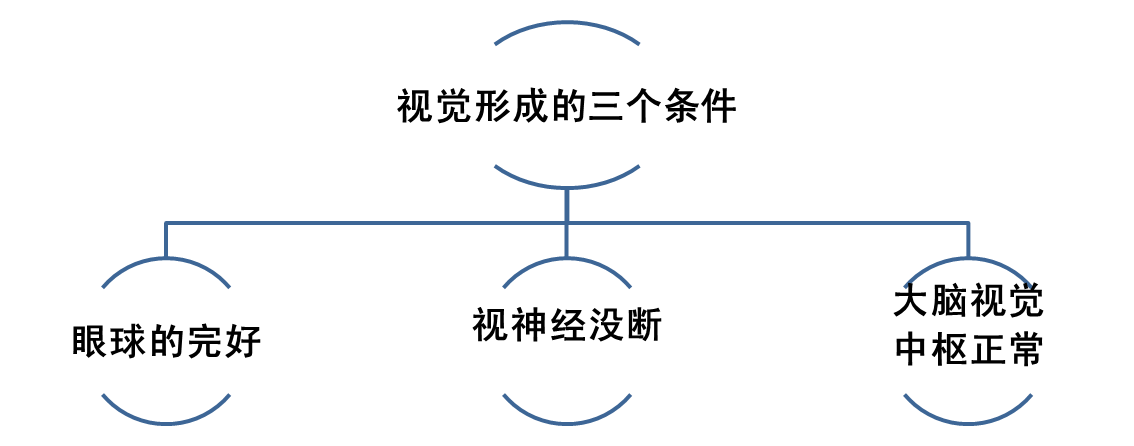 视觉形成的三个条件
眼球的完好
视神经没断
大脑视觉
中枢正常